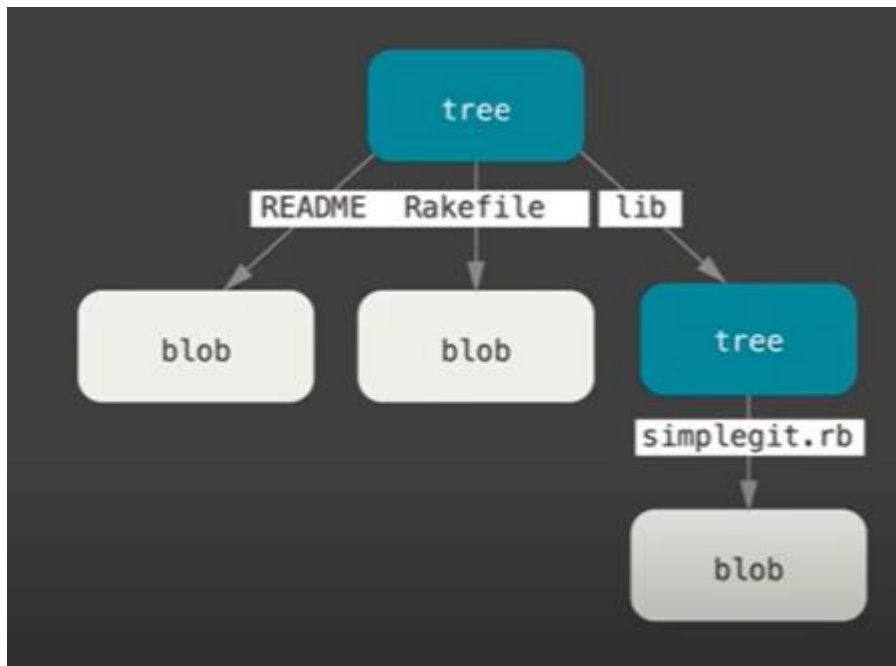 tree
README Rakefile lib
blob blob tree
simplegit.rb
blob